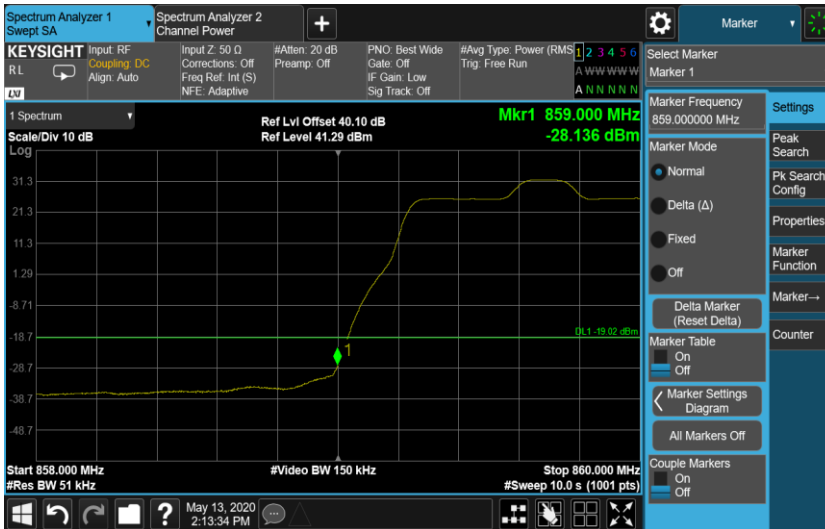 Spectrum Analyzer 1
Swept SA
Spectrum Analyzer 2
Channel Power
Marker
KEYSIGHT
RL
LXI
Input: RF
Coupling: DC
Align: Auto
Input Z: 50 Ω
Corrections: Off
Freq Ref: Int (S)
NFE: Adaptive
#Atten: 20 dB
Preamp: Off
PNO: Best Wide
Gate: Off
IF Gain: Low
Sig Track: Off
#Avg Type: Power (RMS
Trig: Free Run
1 2 3 4 5 6
A W W W W W
A N N N N N
Select Marker
Marker 1
1 Spectrum
Scale/Div 10 dB
Log
Ref Lvl Offset 40.10 dB
Ref Level 41.29 dBm
Mkr1 859.000 MHz
-28.136 dBm
31.3
21.3
11.3
1.29
-8.71
-18.7
-28.7
-38.7
-48.7
DL1 -19.02 dBm
1
Start 858.000 MHz
#Res BW 51 kHz
#Video BW 150 kHz
Stop 860.000 MHz
#Sweep 10.0 s (1001 pts)
Marker Frequency
859.000000 MHz
Marker Mode
Normal
Delta (Δ)
Fixed
Off
Delta Marker
(Reset Delta)
Marker Table
On
Off
Marker Settings
Diagram
All Markers Off
Couple Markers
On
Off
Settings
Peak
Search
Pk Search
Config
Properties
Marker
Function
Marker→
Counter
?
May 13, 2020
2:13:34 PM